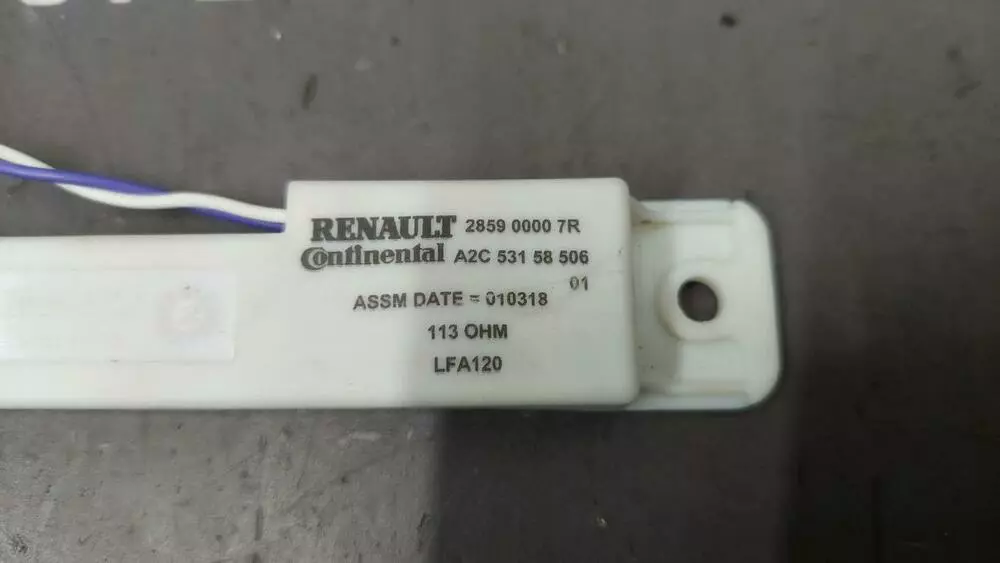 RENAULT 2859 0000 7R
Continental A2C 531 58 506
01
ASSM DATE = 010318
113 OHM
LFA120